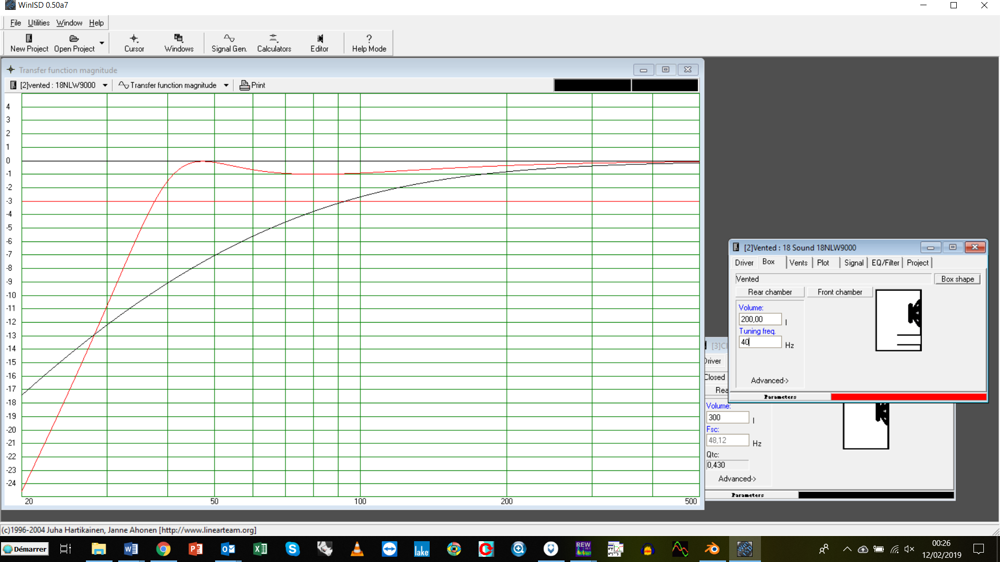 WinISD 0.50a7
File Utilities Window Help
New Project Open Project Cursor Windows Signal Gen. Calculators Editor Help Mode
Transfer function magnitude
[2]vented : 18NLW9000 Transfer function magnitude Print
4
3
2
1
0
-1
-2
-3
-4
-5
-6
-7
-8
-9
-10
-11
-12
-13
-14
-15
-16
-17
-18
-19
-20
-21
-22
-23
-24
20 50 100 200 500
[2]Vented : 18 Sound 18NLW9000
Driver Box Vents Plot Signal EQ/Filter Project
Vented Box shape
Rear chamber Front chamber
Volume:
200,00 l
Tuning freq.
40 Hz
Advanced->
Parameters
[3]Cl
Driver
Closed
Rea
Volume:
300 l
Fsc:
48,12 Hz
Qtc:
0,430
Advanced->
Parameters
(c)1996-2004 Juha Hartikainen, Janne Ahonen [http://www.linearteam.org]
Démarrer
lake
REW
00:26
12/02/2019